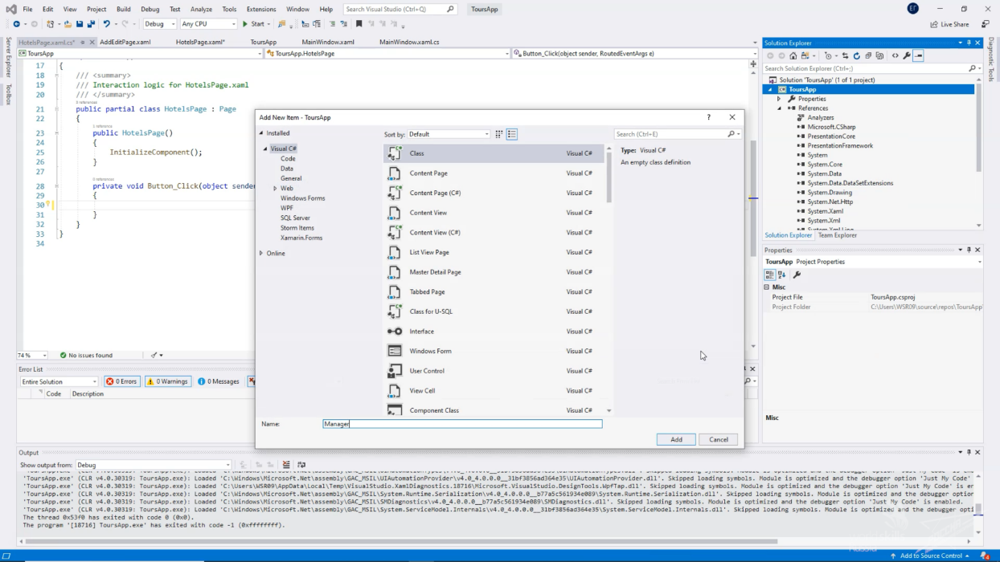 File Edit View Project Build Debug Test Analyze Tools Extensions Window Help Search Visual Studio (Ctrl+Q) ToursApp ЕГ
Debug Any CPU Start Live Share
HotelsPage.xaml.cs* AddEditPage.xaml HotelsPage.xaml* ToursApp MainWindow.xaml MainWindow.xaml.cs
ToursApp ToursApp.HotelsPage Button_Click(object sender, RoutedEventArgs e)
Server Explorer
Toolbox
17 {
18 /// <summary>
19 /// Interaction logic for HotelsPage.xaml
20 /// </summary>
21 public partial class HotelsPage : Page
22 {
23 public HotelsPage()
24 {
25 InitializeComponent();
26 }
27
28 private void Button_Click(object sende
29 {
30
31 }
32 }
33 }
34
74 % No issues found
Error List
Entire Solution 0 Errors 0 Warnings 0 Messages
Code Description
Output
Show output from: Debug
'ToursApp.exe' (CLR v4.0.30319: ToursApp.exe): Loaded 'C:\Windows\Microsoft.Net\assembly\GAC_MSIL\UIAutomationProvider\v4.0_4.0.0.0__31bf3856ad364e35\UIAutomationProvider.dll'. Skipped loading symbols. Module is optimized and the debugger option 'Just My Code'
'ToursApp.exe' (CLR v4.0.30319: ToursApp.exe): Loaded 'C:\Users\WSR09\AppData\Local\Temp\VisualStudio.XamlDiagnostics.18716\Microsoft.VisualStudio.DesignTools.WpfTap.dll'. Skipped loading symbols. Module is optimized and the debugger option 'Just My Code' is en
'ToursApp.exe' (CLR v4.0.30319: ToursApp.exe): Loaded 'C:\Windows\Microsoft.Net\assembly\GAC_MSIL\System.Runtime.Serialization\v4.0_4.0.0.0__b77a5c561934e089\System.Runtime.Serialization.dll'. Skipped loading symbols. Module is optimized and the debugger opti
'ToursApp.exe' (CLR v4.0.30319: ToursApp.exe): Loaded 'C:\Windows\Microsoft.Net\assembly\GAC_MSIL\SMDiagnostics\v4.0_4.0.0.0__b77a5c561934e089\SMDiagnostics.dll'. Skipped loading symbols. Module is optimized and the debugger option 'Just My Code' is enabled.
'ToursApp.exe' (CLR v4.0.30319: ToursApp.exe): Loaded 'C:\Windows\Microsoft.Net\assembly\GAC_MSIL\System.ServiceModel.Internals\v4.0_4.0.0.0__31bf3856ad364e35\System.ServiceModel.Internals.dll'. Skipped loading symbols. Module is optimized and the debugger opti
The thread 0x53f0 has exited with code 0 (0x0).
The program '[18716] ToursApp.exe' has exited with code -1 (0xffffffff).
Add New Item - ToursApp
Installed
Visual C#
Code
Data
General
Web
Windows Forms
WPF
SQL Server
Storm Items
Xamarin.Forms
Online
Sort by: Default
Search (Ctrl+E)
Class Visual C#
Content Page Visual C#
Content Page (C#) Visual C#
Content View Visual C#
Content View (C#) Visual C#
List View Page Visual C#
Master Detail Page Visual C#
Tabbed Page Visual C#
Class for U-SQL Visual C#
Interface Visual C#
Windows Form Visual C#
User Control Visual C#
View Cell Visual C#
Component Class Visual C#
Type: Visual C#
An empty class definition
Name: Manager
Add Cancel
Solution Explorer
Search Solution Explorer (Ctrl+;)
Solution 'ToursApp' (1 of 1 project)
ToursApp
Properties
References
Analyzers
Microsoft.CSharp
PresentationCore
PresentationFramework
System
System.Core
System.Data
System.Data.DataSetExtensions
System.Drawing
System.Net.Http
System.Xaml
System.Xml
System.Xml.Linq
Solution Explorer Team Explorer
Properties
ToursApp Project Properties
Misc
Project File ToursApp.csproj
Project Folder C:\Users\WSR09\source\repos\ToursApp\
Misc
Diagnostic Tools
Add to Source Control